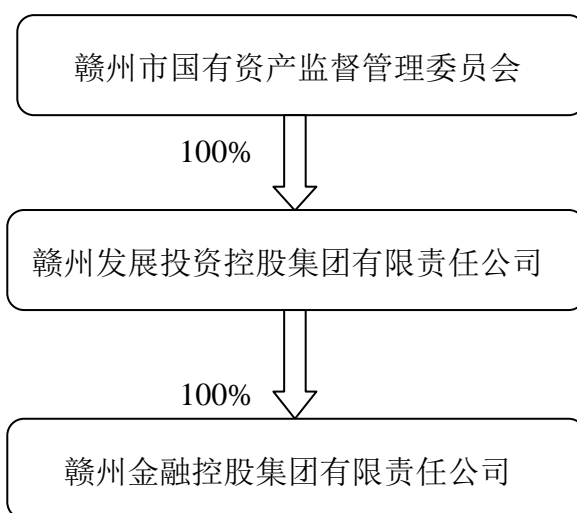 赣州市国有资产监督管理委员会
100%
赣州发展投资控股集团有限责任公司
100%
赣州金融控股集团有限责任公司